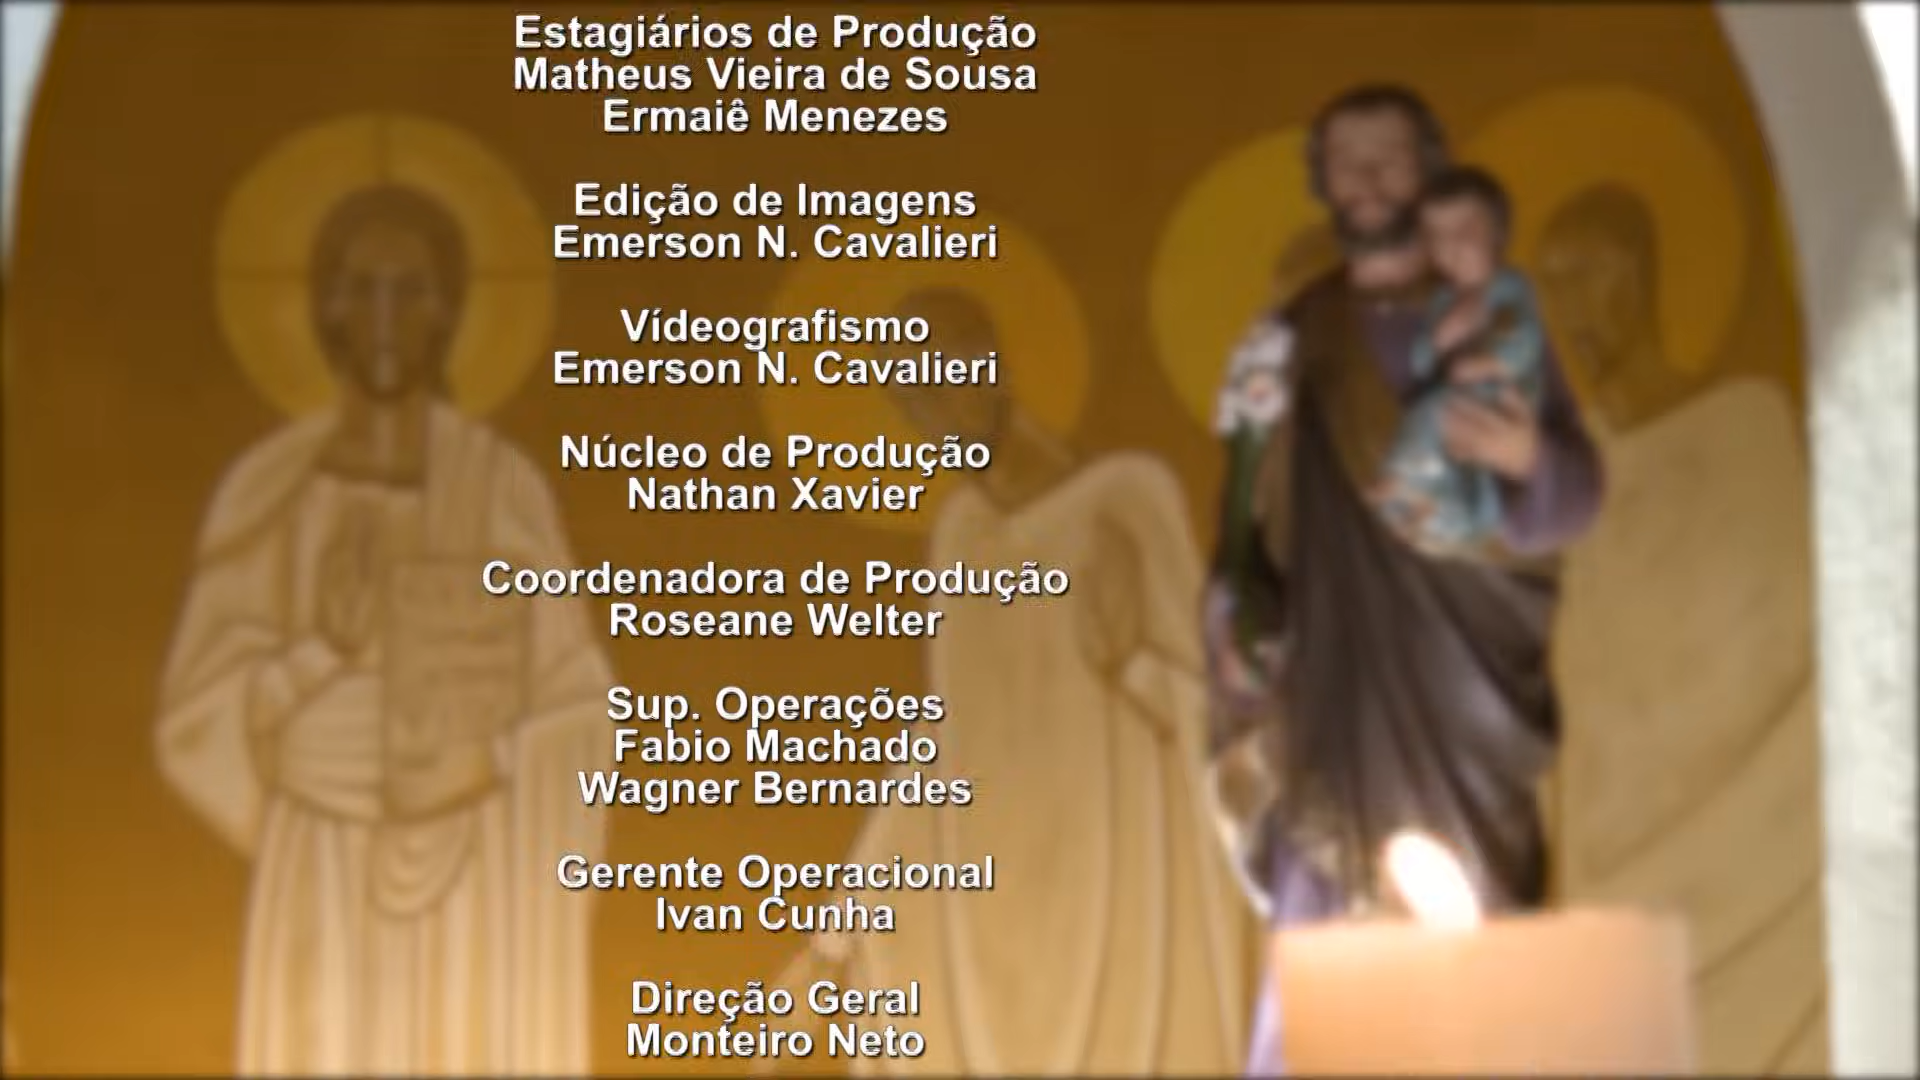 Estagiários de Produção
Matheus Vieira de Sousa
Ermaiê Menezes
Edição de Imagens
Emerson N. Cavalieri
Vídeografismo
Emerson N. Cavalieri
Núcleo de Produção
Nathan Xavier
Coordenadora de Produção
Roseane Welter
Sup. Operações
Fabio Machado
Wagner Bernardes
Gerente Operacional
Ivan Cunha
Direção Geral
Monteiro Neto